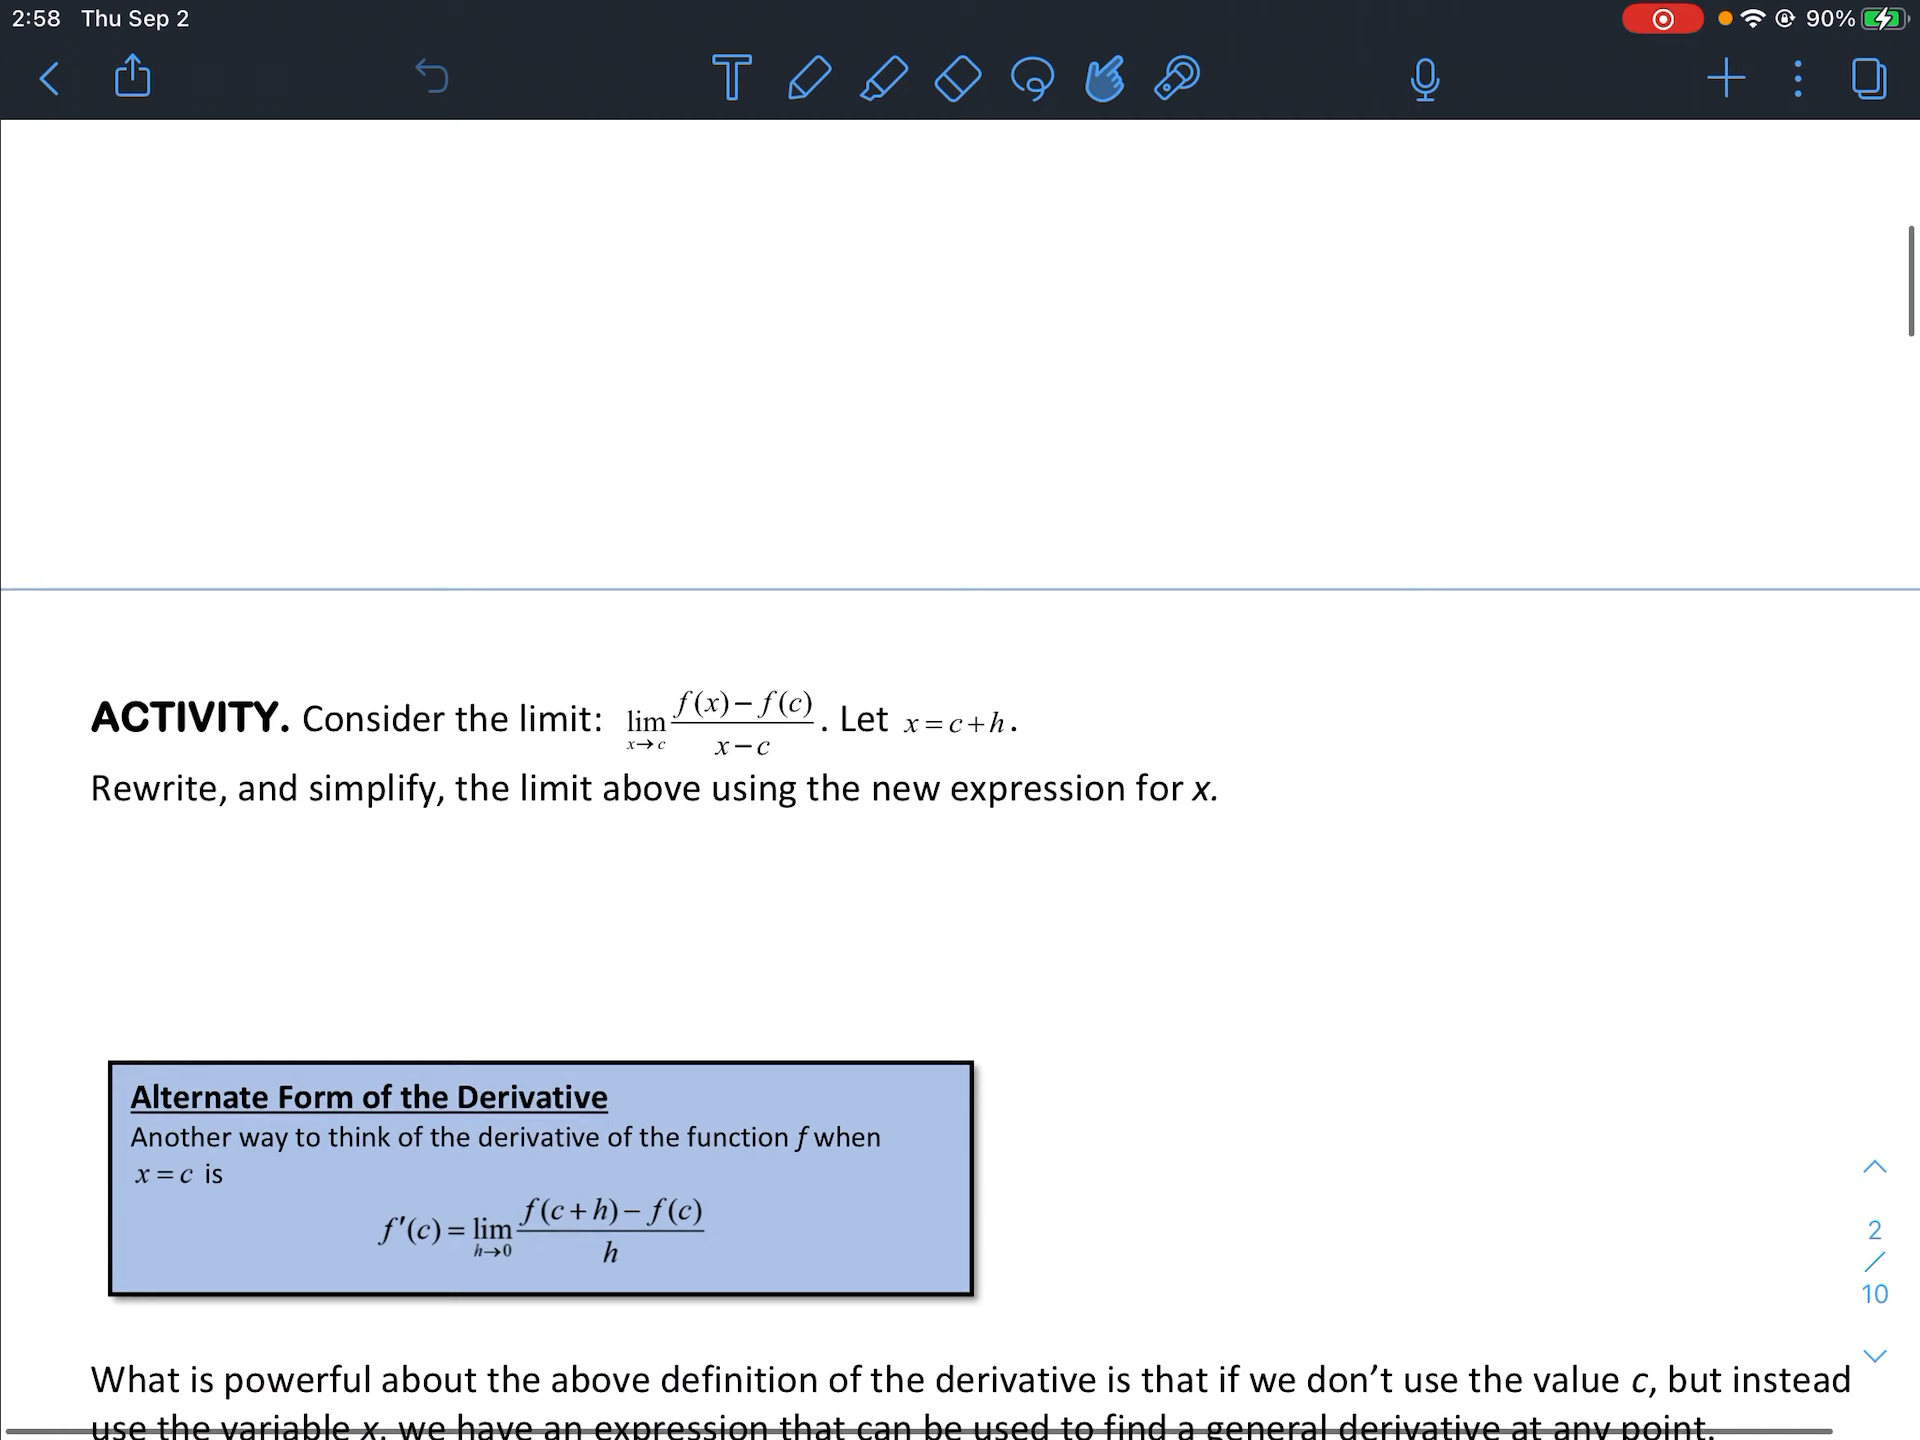 2:58 Thu Sep 2
90%
ACTIVITY. Consider the limit: lim x→c f(x)−f(c) / x−c . Let x=c+h.
Rewrite, and simplify, the limit above using the new expression for x.
Alternate Form of the Derivative
Another way to think of the derivative of the function f when
x=c is
f'(c)= lim h→0 f(c+h)−f(c) / h
2
/
10
What is powerful about the above definition of the derivative is that if we don’t use the value c, but instead
use the variable x, we have an expression that can be used to find a general derivative at any point.